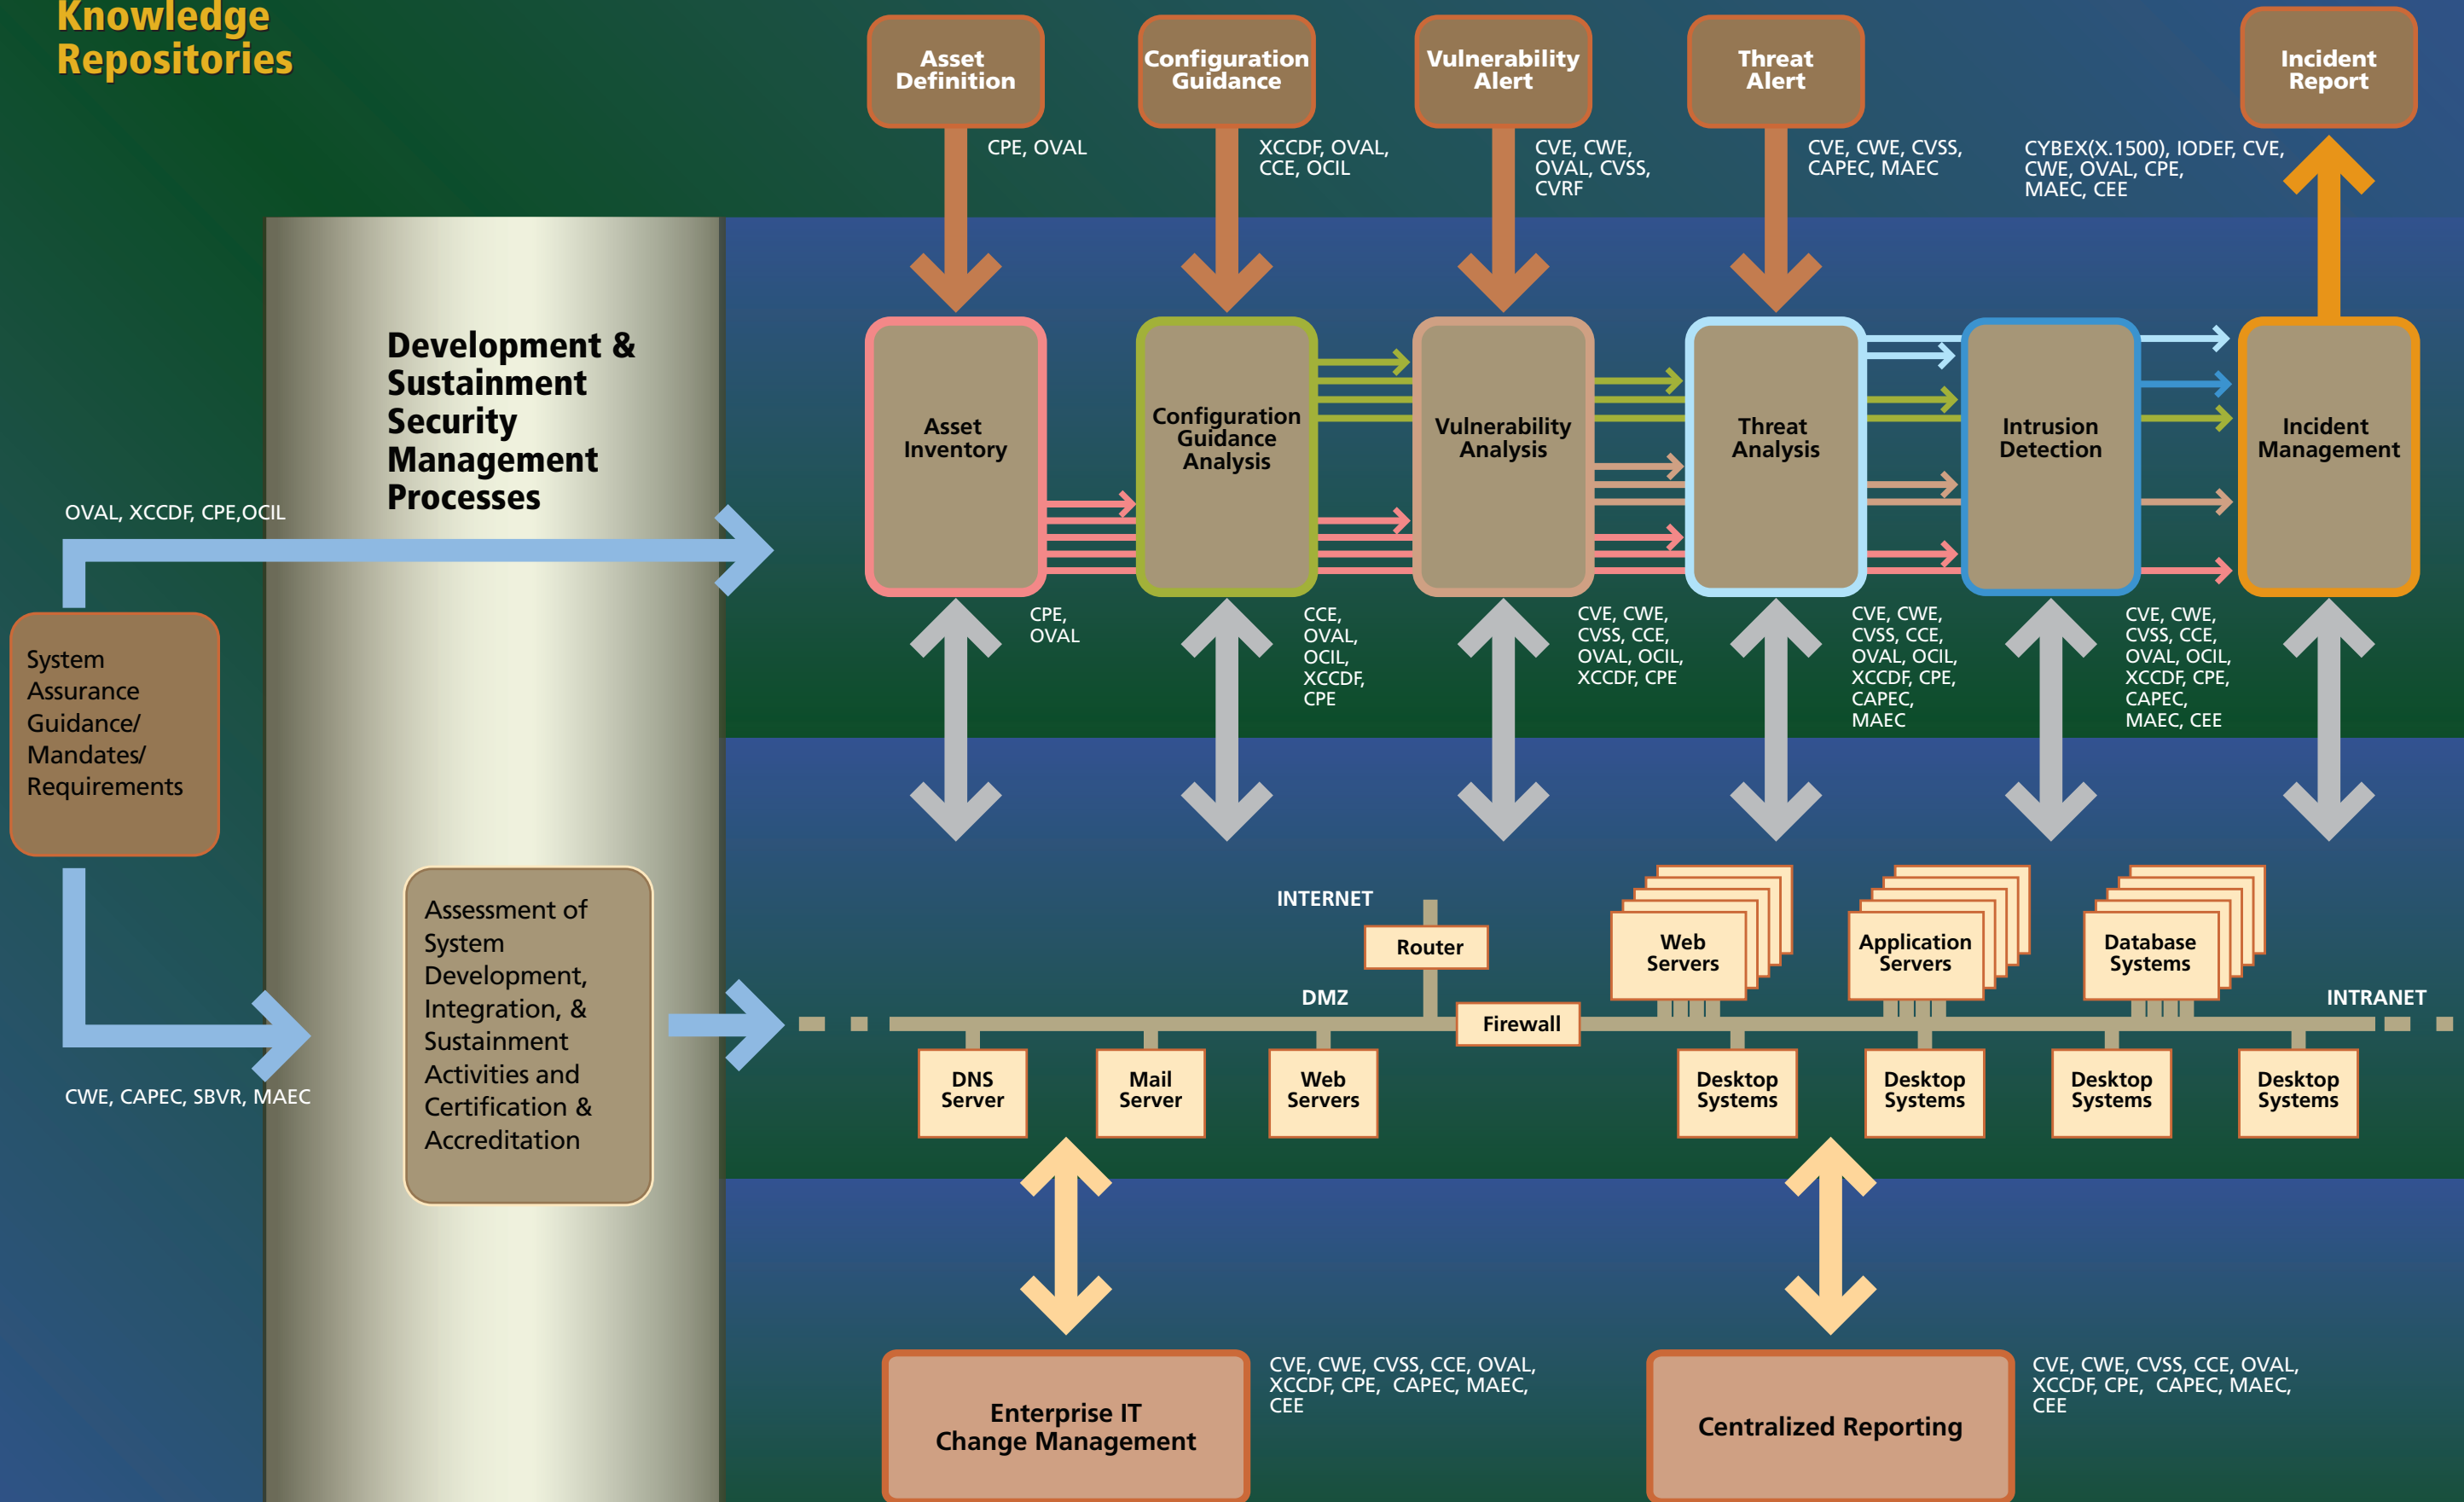 Knowledge
Repositories
Asset
Definition
Configuration
Guidance
Vulnerability
Alert
Threat
Alert
Incident
Report
CPE, OVAL
XCCDF, OVAL,
CCE, OCIL
CVE, CWE,
OVAL, CVSS,
CVRF
CVE, CWE, CVSS,
CAPEC, MAEC
CYBEX(X.1500), IODEF, CVE,
CWE, OVAL, CPE,
MAEC, CEE
Development &
Sustainment
Security
Management
Processes
OVAL, XCCDF, CPE,OCIL
Asset
Inventory
Configuration
Guidance
Analysis
Vulnerability
Analysis
Threat
Analysis
Intrusion
Detection
Incident
Management
CPE,
OVAL
CCE,
OVAL,
OCIL,
XCCDF,
CPE
CVE, CWE,
CVSS, CCE,
OVAL, OCIL,
XCCDF, CPE
CVE, CWE,
CVSS, CCE,
OVAL, OCIL,
XCCDF, CPE,
CAPEC,
MAEC
CVE, CWE,
CVSS, CCE,
OVAL, OCIL,
XCCDF, CPE,
CAPEC,
MAEC, CEE
System
Assurance
Guidance/
Mandates/
Requirements
CWE, CAPEC, SBVR, MAEC
Assessment of
System
Development,
Integration, &
Sustainment
Activities and
Certification &
Accreditation
INTERNET
Router
DMZ
Firewall
Web
Servers
Application
Servers
Database
Systems
INTRANET
DNS
Server
Mail
Server
Web
Servers
Desktop
Systems
Desktop
Systems
Desktop
Systems
Desktop
Systems
Enterprise IT
Change Management
CVE, CWE, CVSS, CCE, OVAL,
XCCDF, CPE,  CAPEC, MAEC,
CEE
Centralized Reporting
CVE, CWE, CVSS, CCE, OVAL,
XCCDF, CPE,  CAPEC, MAEC,
CEE